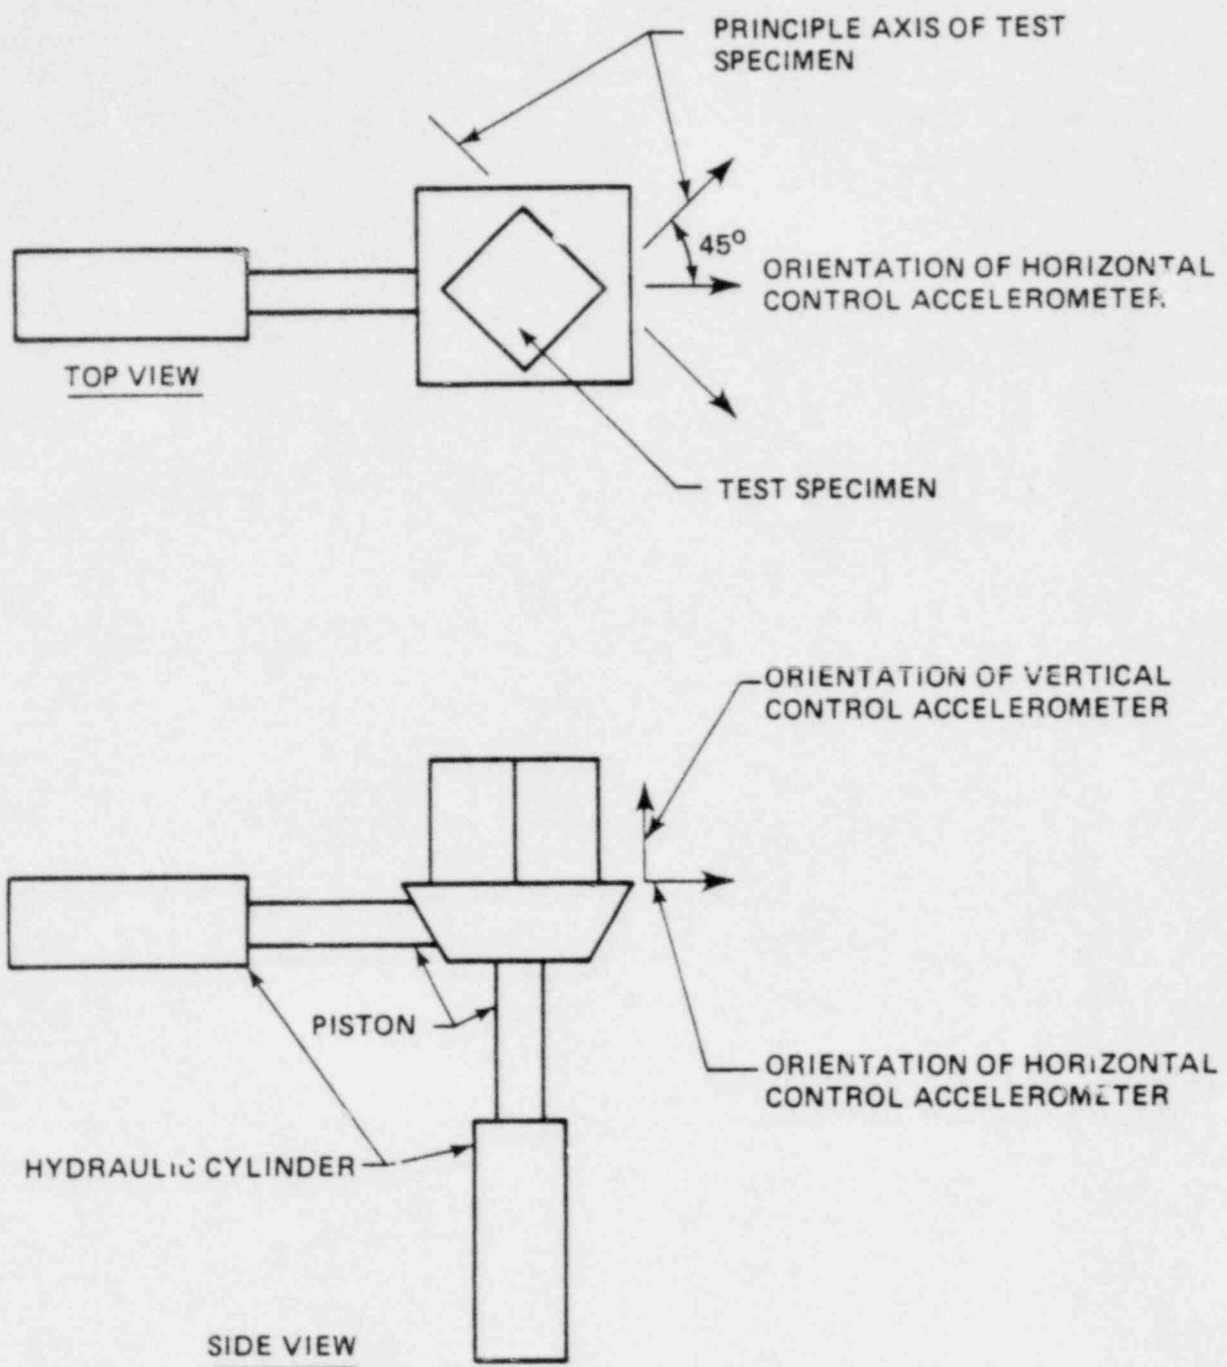 PRINCIPLE AXIS OF TEST
SPECIMEN
45°
ORIENTATION OF HORIZONTAL
CONTROL ACCELEROMETER
TOP VIEW
TEST SPECIMEN
ORIENTATION OF VERTICAL
CONTROL ACCELEROMETER
PISTON
ORIENTATION OF HORIZONTAL
CONTROL ACCELEROMETER
HYDRAULIC CYLINDER
SIDE VIEW